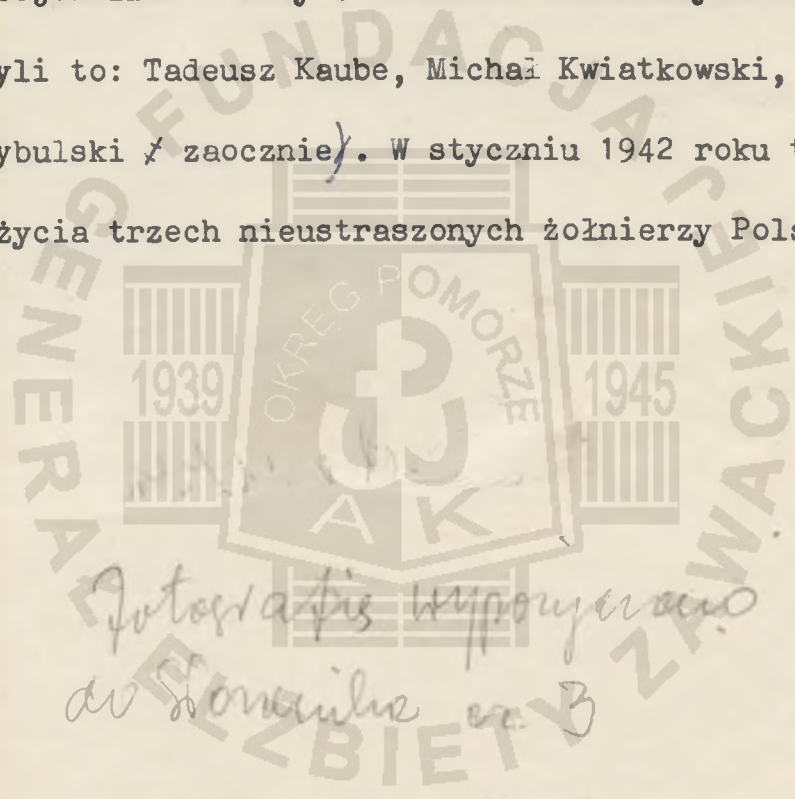 yli to: Tadeusz Kaube, Michał Kwiatkowski,
ybulski / zaocznie/. W styczniu 1942 roku
życia trzech nieustraszonych żołnierzy Pols
FUNDACJA GENERAŁ ELŻBIETY ZAWACKIEJ
OKRĘG POMORZE
1939 1945
AK
Fotografię wypożyczono
do Słownika cz. 3